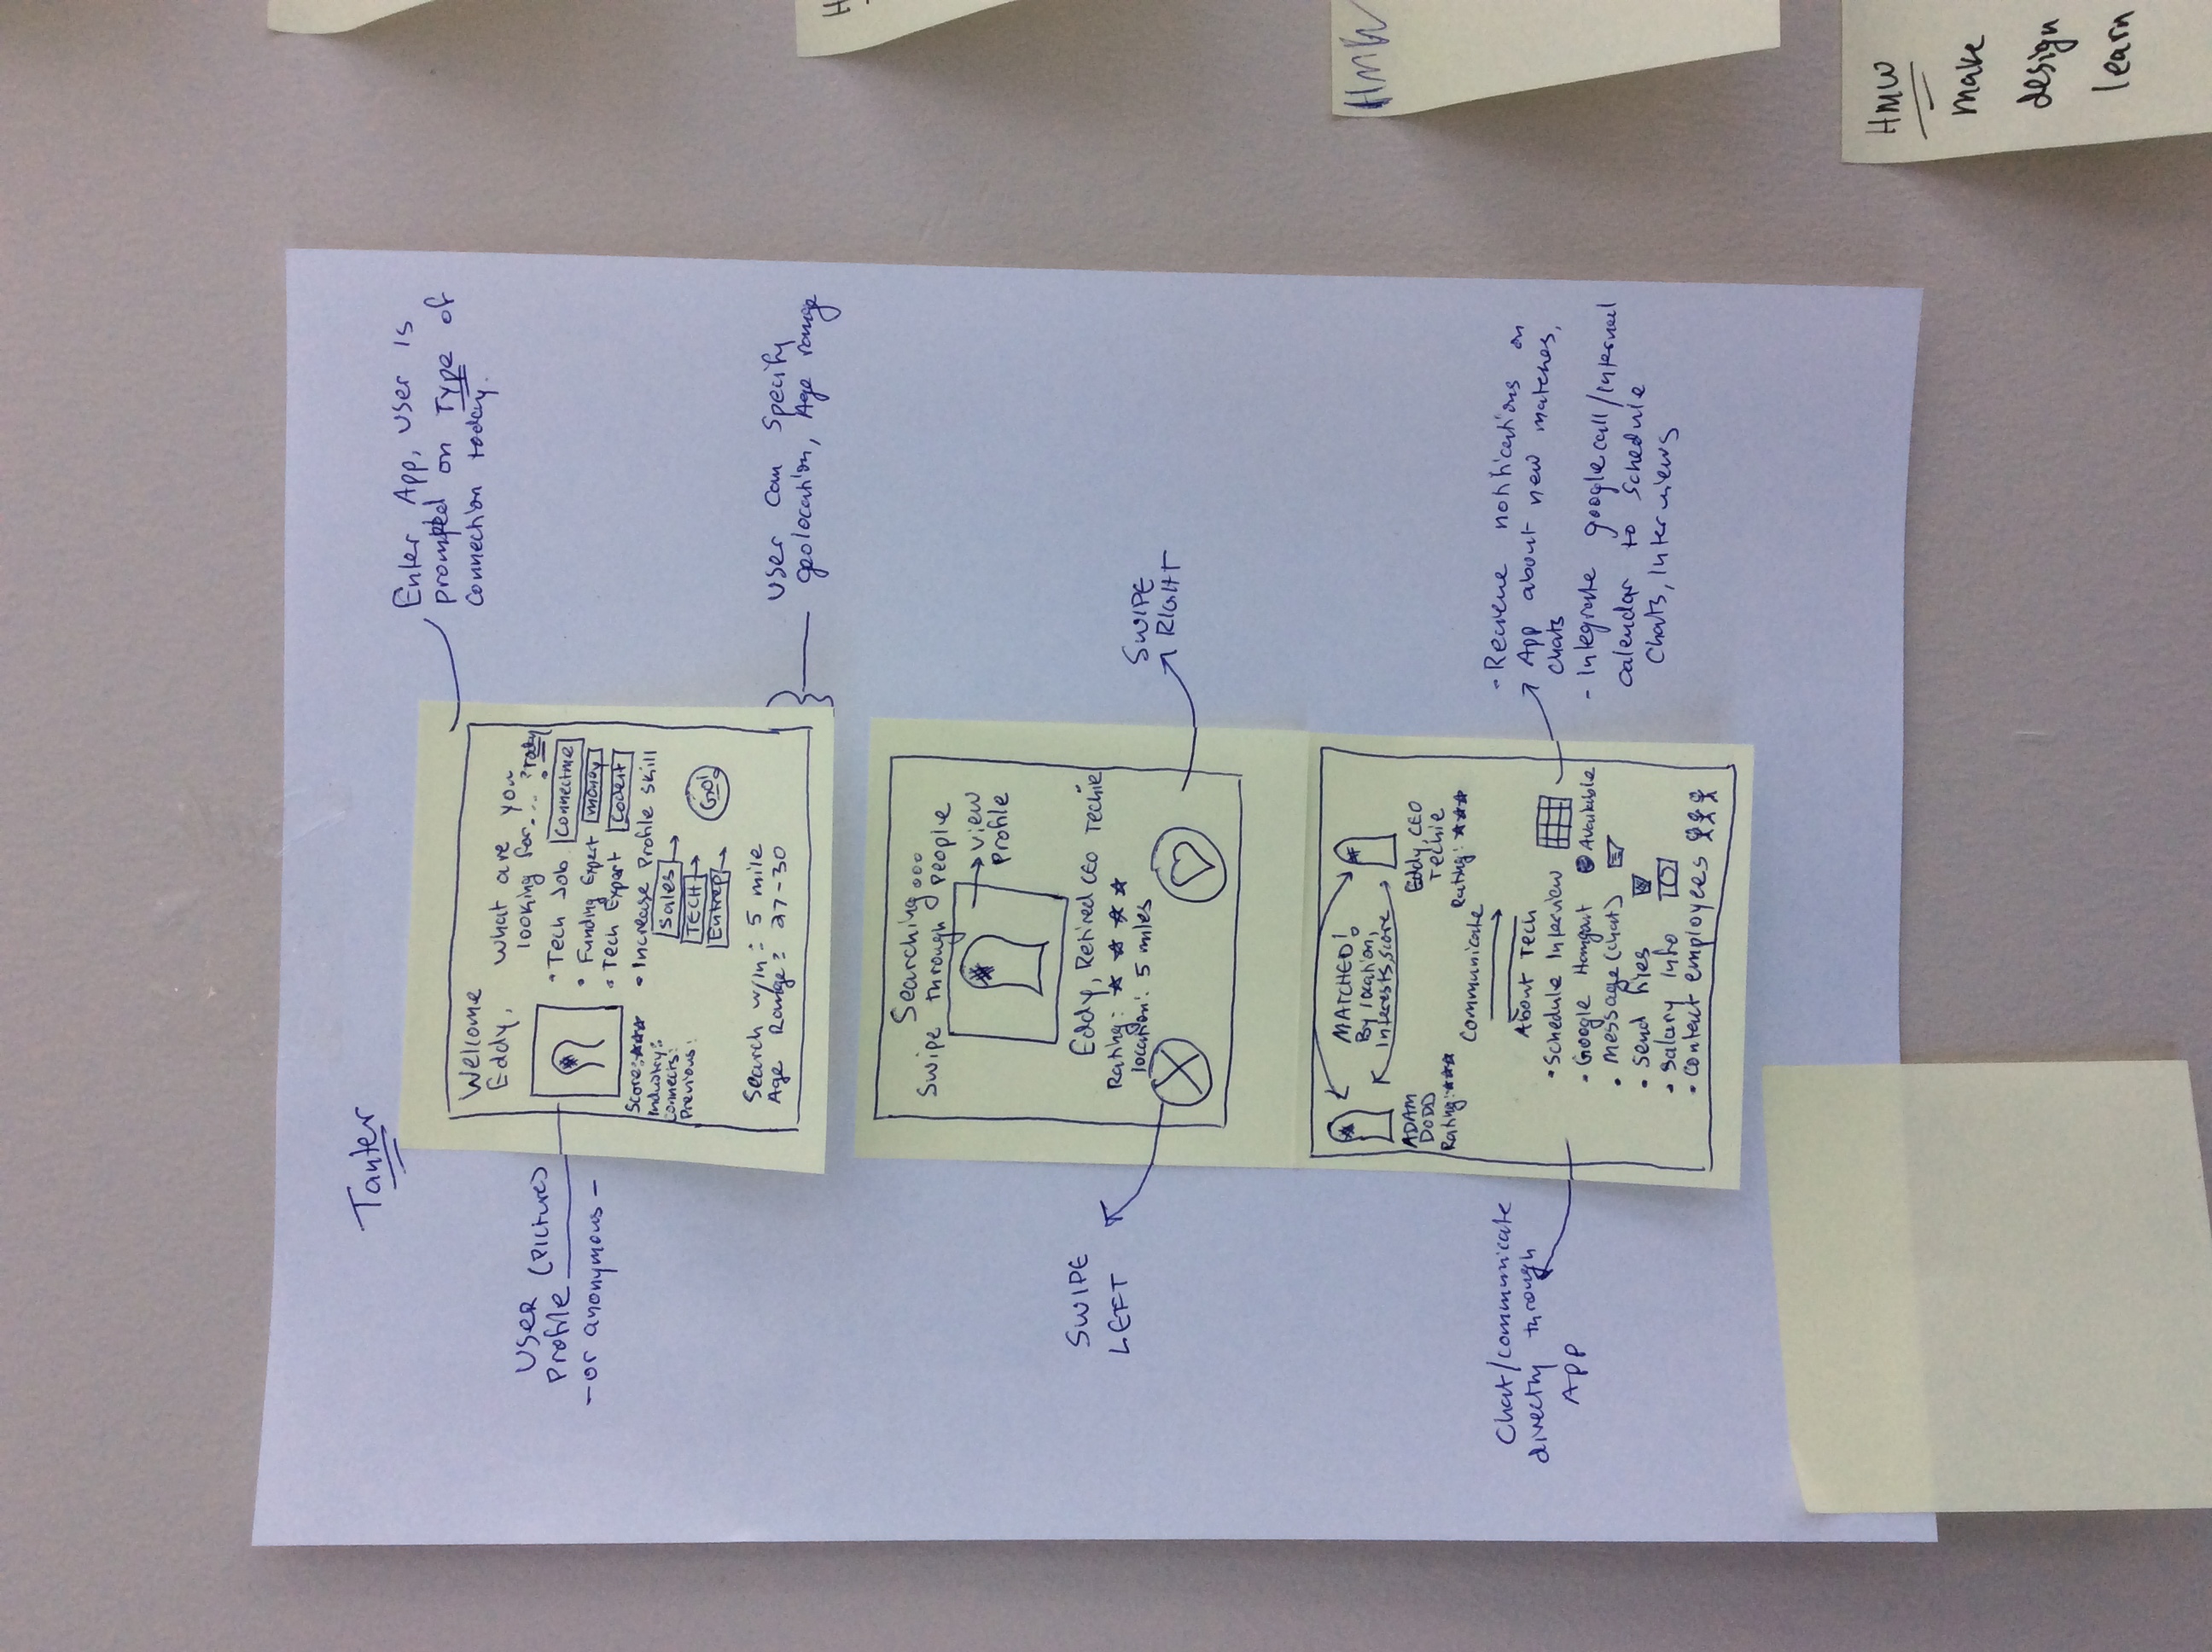 Tanter
Enter App, user is
prompted on Type of
Connection today.
Welcome
Eddy,
What are you
looking for... ? Today
User
Profile (Picture)
- or anonymous -
• Tech Job Connectme
• Funding Expert money
• Tech Expert Codeit
• Increase Profile skill
Sales
TECH
Entrep
Go!
Score:
Industry:
Connects:
Previous:
Search w/in: 5 mile
Age Range: 27-30
User can specify
geolocation, Age range
Searching...
Swipe through People
View
Profile
Eddy, Retired CEO Techie
Rating:
location: 5 miles
SWIPE
LEFT
SWIPE
RIGHT
MATCHED!
By location,
Interests, score
ADAM
DODD
Rating:
Eddy, CEO
Techie
Rating:
Communicate
About Tech
• Schedule Interview
• Google Hangout Available
• Message (chat)
• Send files
• Salary Info
• Contact employees
Chat/communicate
directly through
App
- Recieve notifications on
App about new matches,
chats
- Integrate google call/internal
calendar to schedule
Chats, Interviews
H
HMW
HMW
make
design
learn